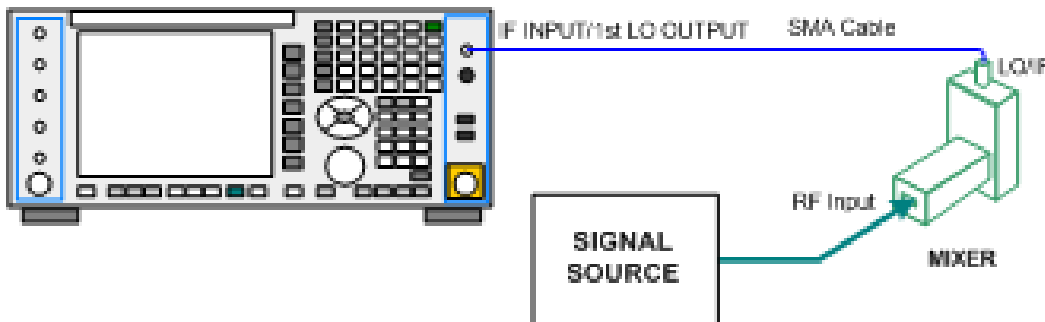 IF INPUT/1st LO OUTPUT
SMA Cable
LO/IF
RF Input
SIGNAL
SOURCE
MIXER